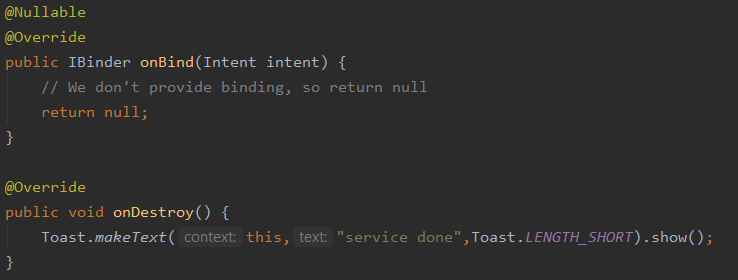 @Nullable
@Override
public IBinder onBind(Intent intent) {
// We don't provide binding, so return null
return null;
}
@Override
public void onDestroy() {
Toast.makeText( context: this, text: "service done",Toast.LENGTH_SHORT).show();
}